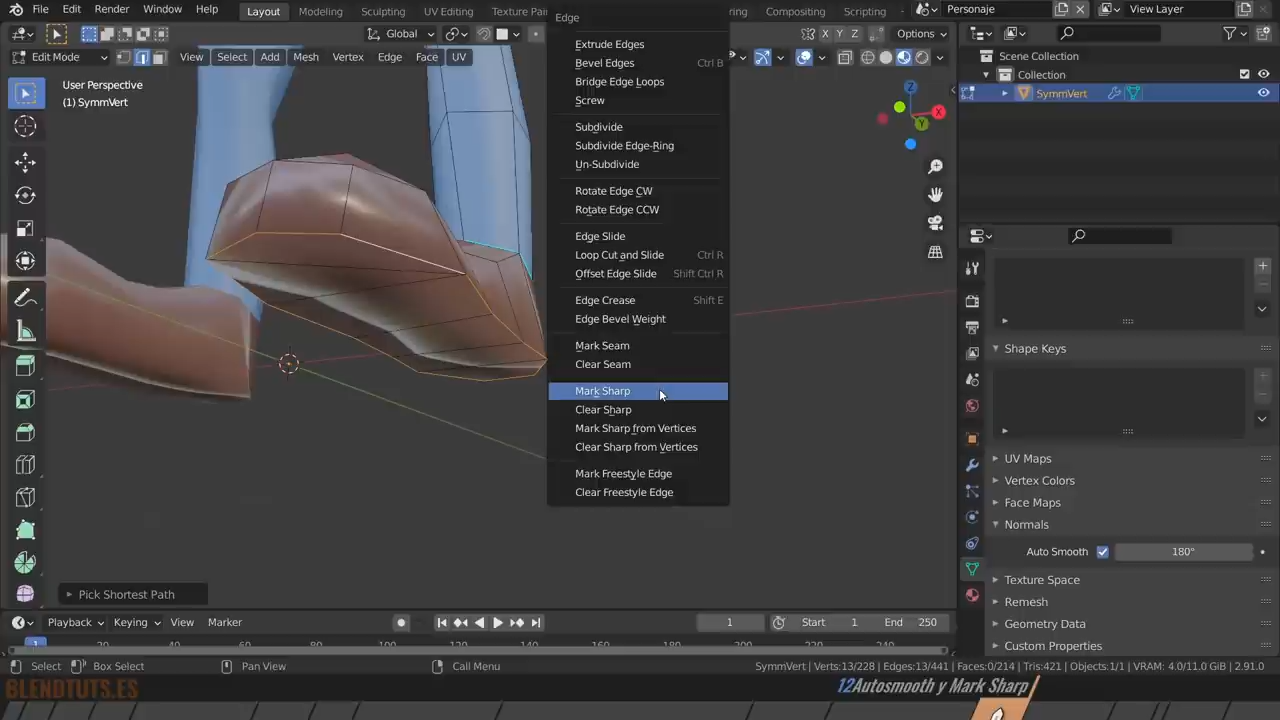 File Edit Render Window Help Layout Modeling Sculpting UV Editing Texture Pain Edge ring Compositing Scripting Personaje View Layer
Global X Y Z Options
Edit Mode View Select Add Mesh Vertex Edge Face UV
User Perspective
(1) SymmVert
Extrude Edges
Bevel Edges Ctrl B
Bridge Edge Loops
Screw
Subdivide
Subdivide Edge-Ring
Un-Subdivide
Rotate Edge CW
Rotate Edge CCW
Edge Slide
Loop Cut and Slide Ctrl R
Offset Edge Slide Shift Ctrl R
Edge Crease Shift E
Edge Bevel Weight
Mark Seam
Clear Seam
Mark Sharp
Clear Sharp
Mark Sharp from Vertices
Clear Sharp from Vertices
Mark Freestyle Edge
Clear Freestyle Edge
Z X Y
Scene Collection
Collection
SymmVert
Shape Keys
UV Maps
Vertex Colors
Face Maps
Normals
Auto Smooth 180°
Texture Space
Remesh
Geometry Data
Custom Properties
Pick Shortest Path
Playback Keying View Marker 1 Start 1 End 250
1
Select Box Select Pan View Call Menu SymmVert | Verts:13/228 | Edges:13/441 | Faces:0/214 | Tris:421 | Objects:1/1 | VRAM: 4.0/11.0 GiB | 2.91.0
BLENDTUTS.ES
12Autosmooth y Mark Sharp